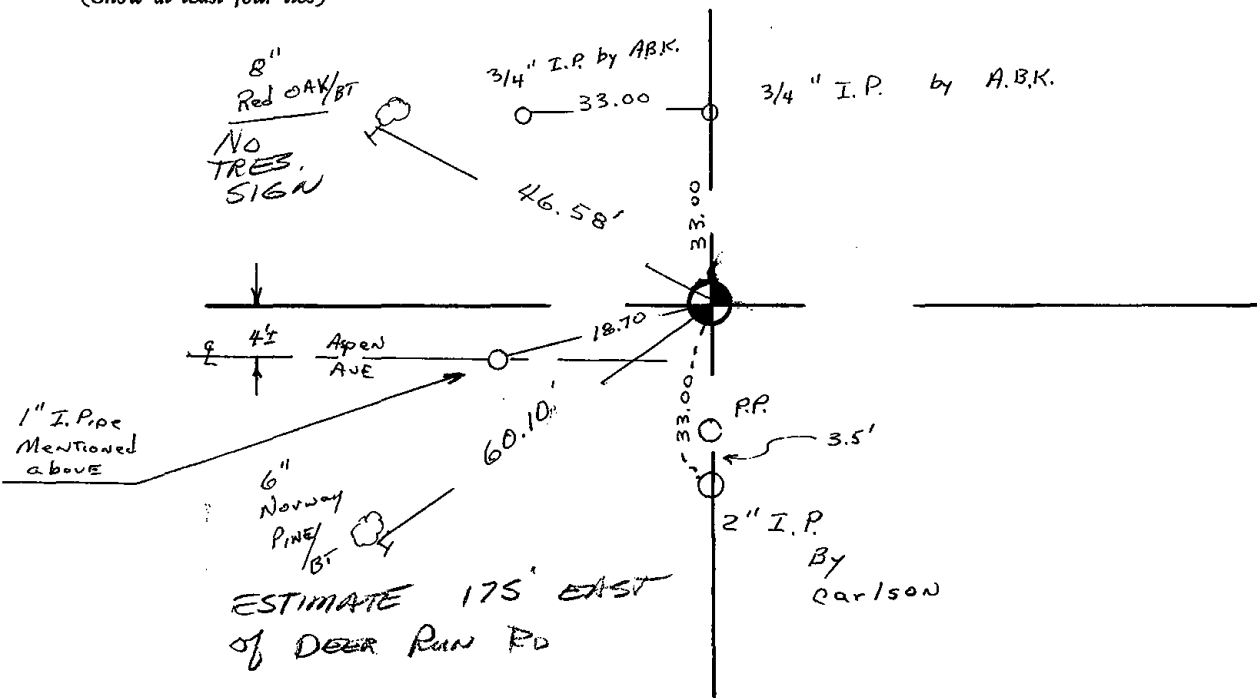 (Show at least four ties)
8"
Red OAK/BT
NO
TRES.
SIGN
3/4" I.P. by A.B.K.
33.00
3/4" I.P. by A.B.K.
46.58'
33.00
4'±
℄
Aspen
AVE
18.70
1" I.Pipe
Mentioned
above
60.10'
33.00
P.P.
3.5'
6"
Norway
PINE/
BT
2" I.P.
By
Carlson
ESTIMATE 175' EAST
of DEER RUN RD